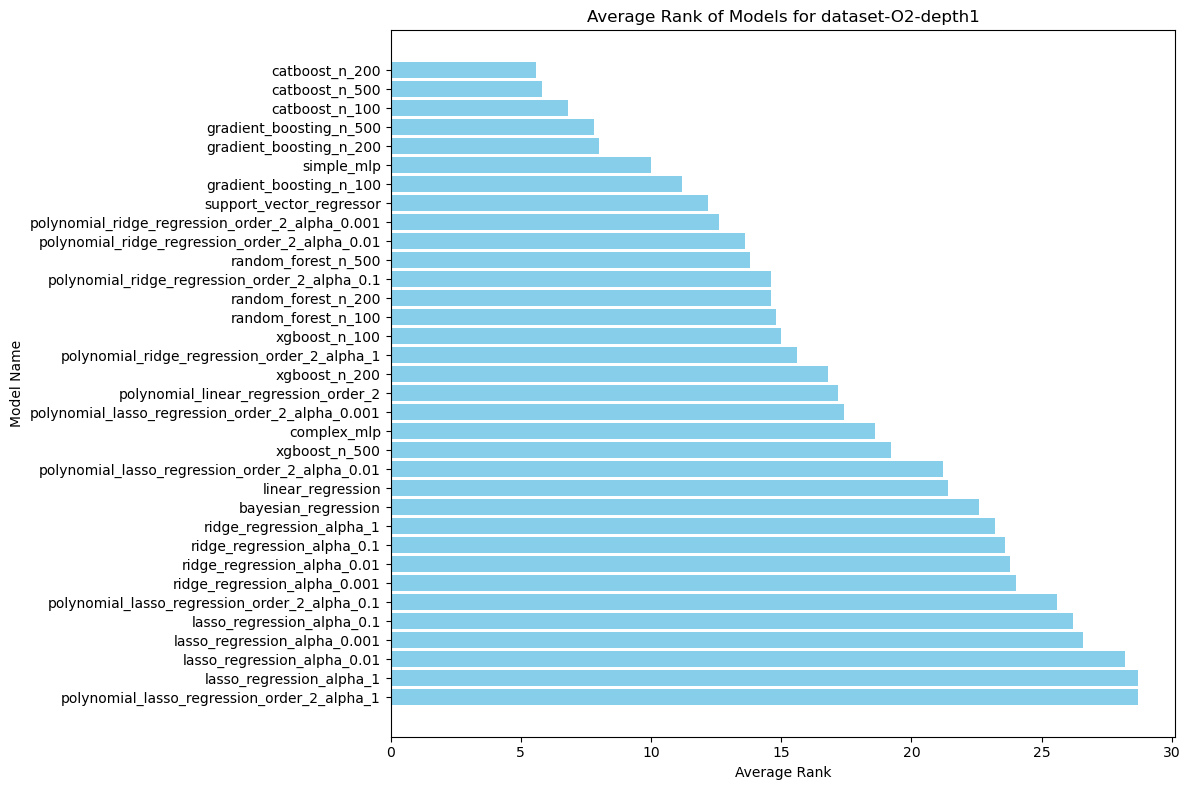 Average Rank of Models for dataset-O2-depth1
catboost_n_200
catboost_n_500
catboost_n_100
gradient_boosting_n_500
gradient_boosting_n_200
simple_mlp
gradient_boosting_n_100
support_vector_regressor
polynomial_ridge_regression_order_2_alpha_0.001
polynomial_ridge_regression_order_2_alpha_0.01
random_forest_n_500
polynomial_ridge_regression_order_2_alpha_0.1
random_forest_n_200
random_forest_n_100
xgboost_n_100
polynomial_ridge_regression_order_2_alpha_1
xgboost_n_200
polynomial_linear_regression_order_2
polynomial_lasso_regression_order_2_alpha_0.001
complex_mlp
xgboost_n_500
polynomial_lasso_regression_order_2_alpha_0.01
linear_regression
bayesian_regression
ridge_regression_alpha_1
ridge_regression_alpha_0.1
ridge_regression_alpha_0.01
ridge_regression_alpha_0.001
polynomial_lasso_regression_order_2_alpha_0.1
lasso_regression_alpha_0.1
lasso_regression_alpha_0.001
lasso_regression_alpha_0.01
lasso_regression_alpha_1
polynomial_lasso_regression_order_2_alpha_1
Model Name
0 5 10 15 20 25 30
Average Rank